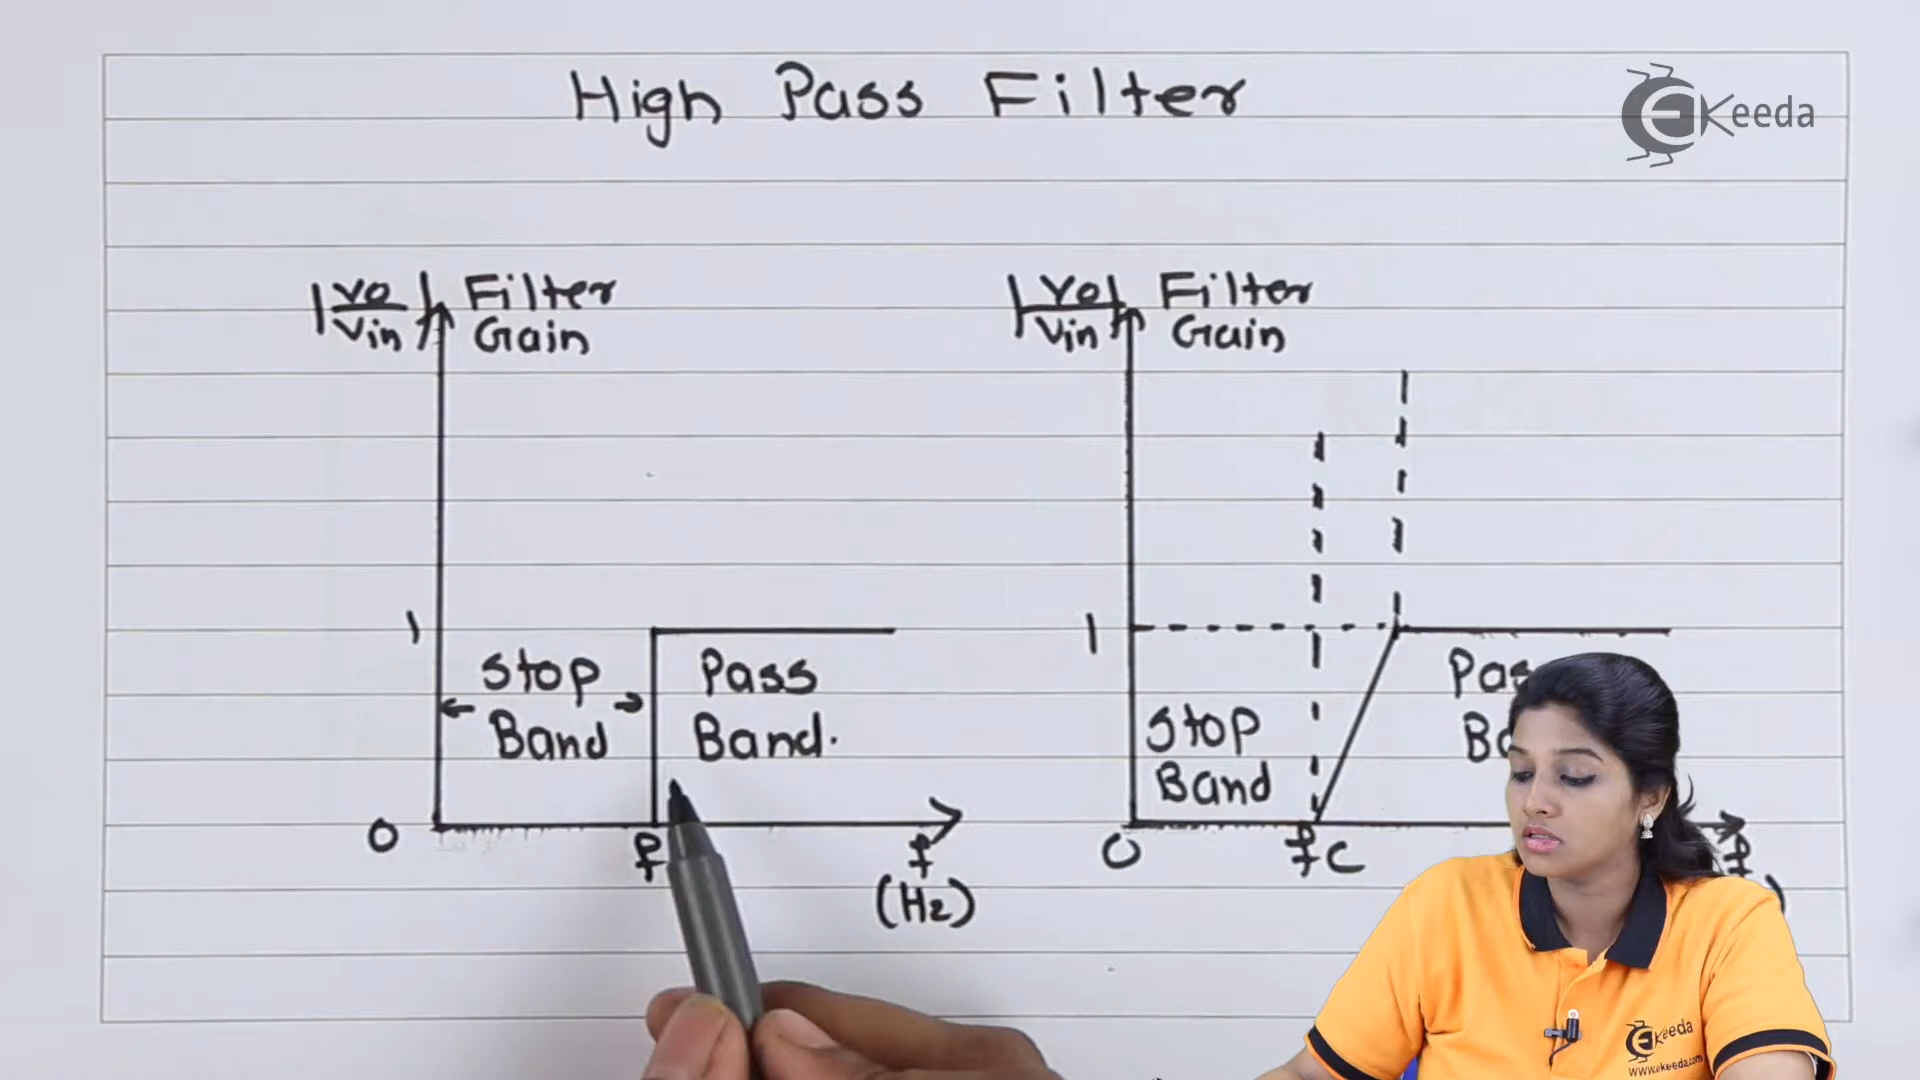 High Pass Filter
EKeeda
|Vo/Vin| Filter Gain
1
Stop Band
Pass Band.
0
f
f (Hz)
|Vo/Vin| Filter Gain
1
Stop Band
0
fc
EKeeda
www.ekeeda.com